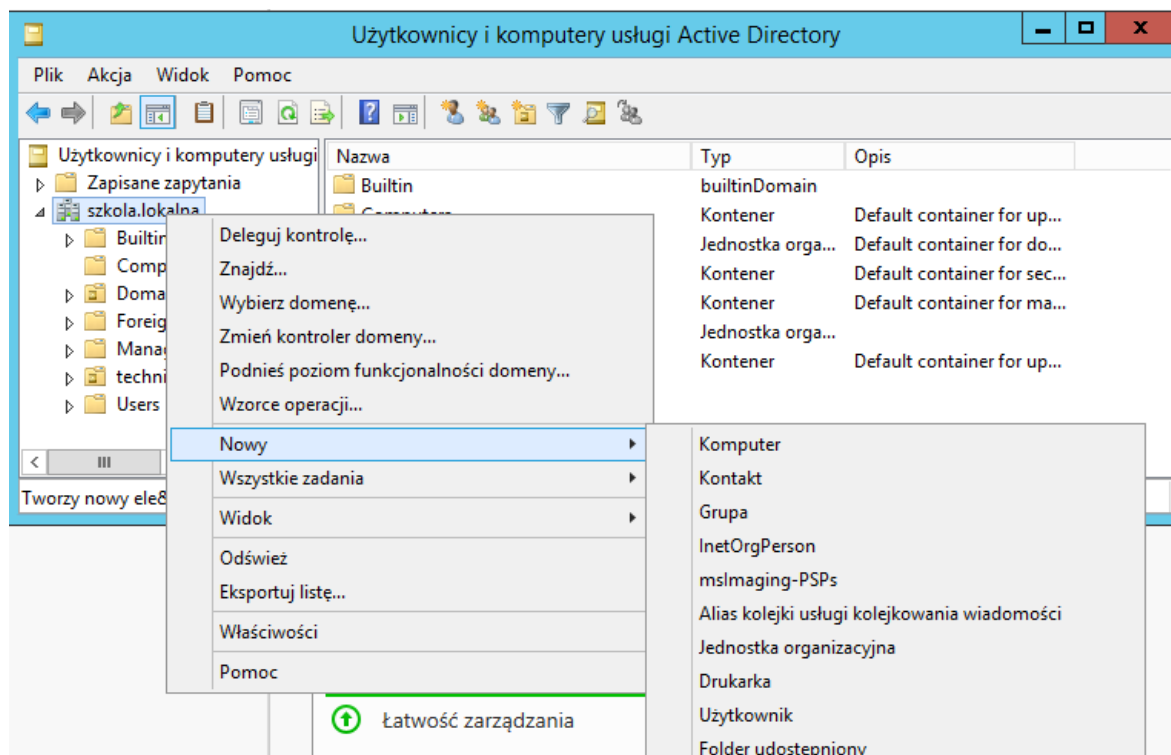 Użytkownicy i komputery usługi Active Directory
Plik Akcja Widok Pomoc
Użytkownicy i komputery usługi
Zapisane zapytania
szkola.lokalna
Builtin
Comp
Doma
Foreig
Mana
techni
Users
Nazwa Typ Opis
Builtin builtinDomain
Computers Kontener Default container for up...
Jednostka orga... Default container for do...
Kontener Default container for sec...
Kontener Default container for ma...
Jednostka orga...
Kontener Default container for up...
Tworzy nowy ele&
Deleguj kontrolę...
Znajdź...
Wybierz domenę...
Zmień kontroler domeny...
Podnieś poziom funkcjonalności domeny...
Wzorce operacji...
Nowy
Wszystkie zadania
Widok
Odśwież
Eksportuj listę...
Właściwości
Pomoc
Komputer
Kontakt
Grupa
InetOrgPerson
msImaging-PSPs
Alias kolejki usługi kolejkowania wiadomości
Jednostka organizacyjna
Drukarka
Użytkownik
Folder udostępniony
Łatwość zarządzania